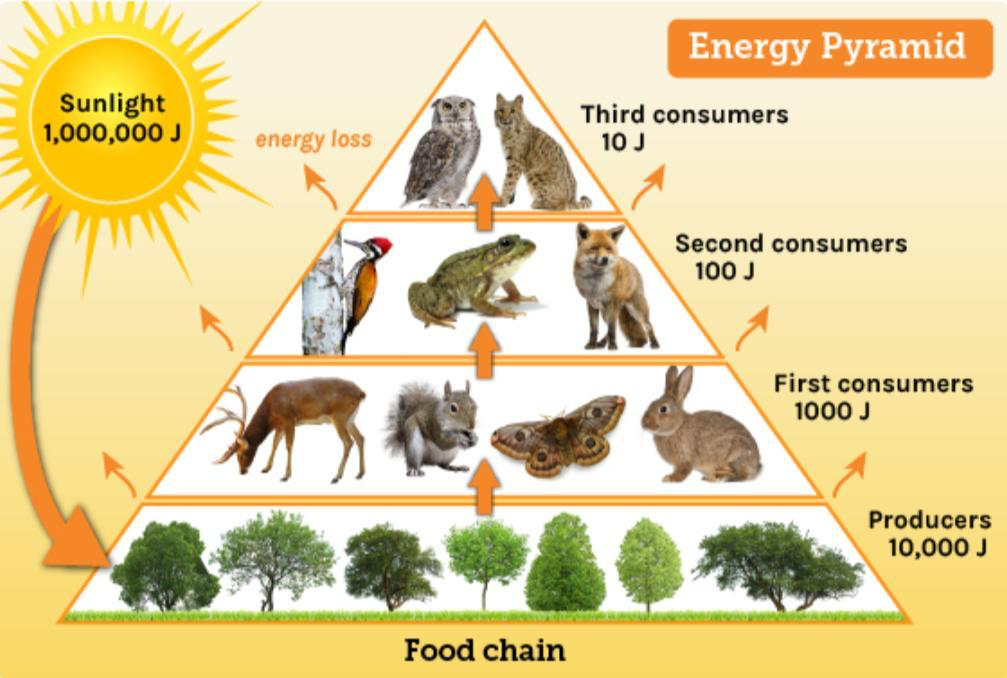 Energy Pyramid
Sunlight
1,000,000 J
energy loss
Third consumers
10 J
Second consumers
100 J
First consumers
1000 J
Producers
10,000 J
Food chain